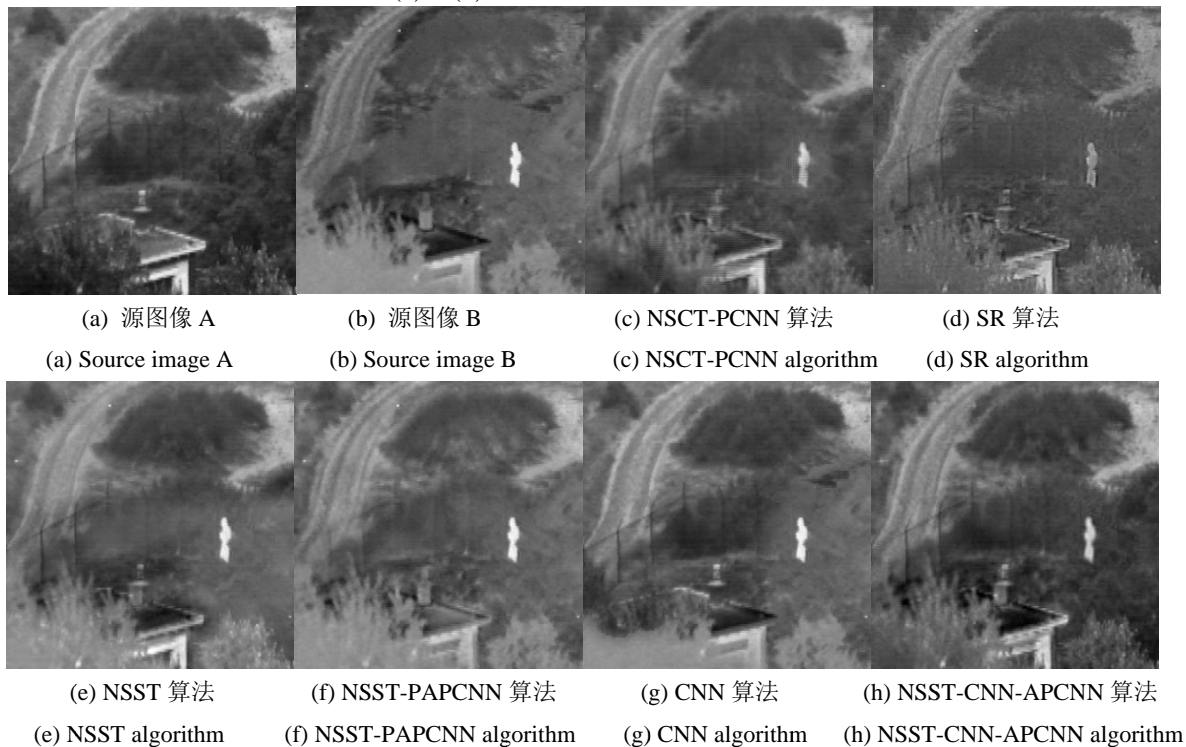 (a) 源图像 A
(b) 源图像 B
(c) NSCT-PCNN 算法
(d) SR 算法
(a) Source image A
(b) Source image B
(c) NSCT-PCNN algorithm
(d) SR algorithm
(e) NSST 算法
(f) NSST-PAPCNN 算法
(g) CNN 算法
(h) NSST-CNN-APCNN 算法
(e) NSST algorithm
(f) NSST-PAPCNN algorithm
(g) CNN algorithm
(h) NSST-CNN-APCNN algorithm